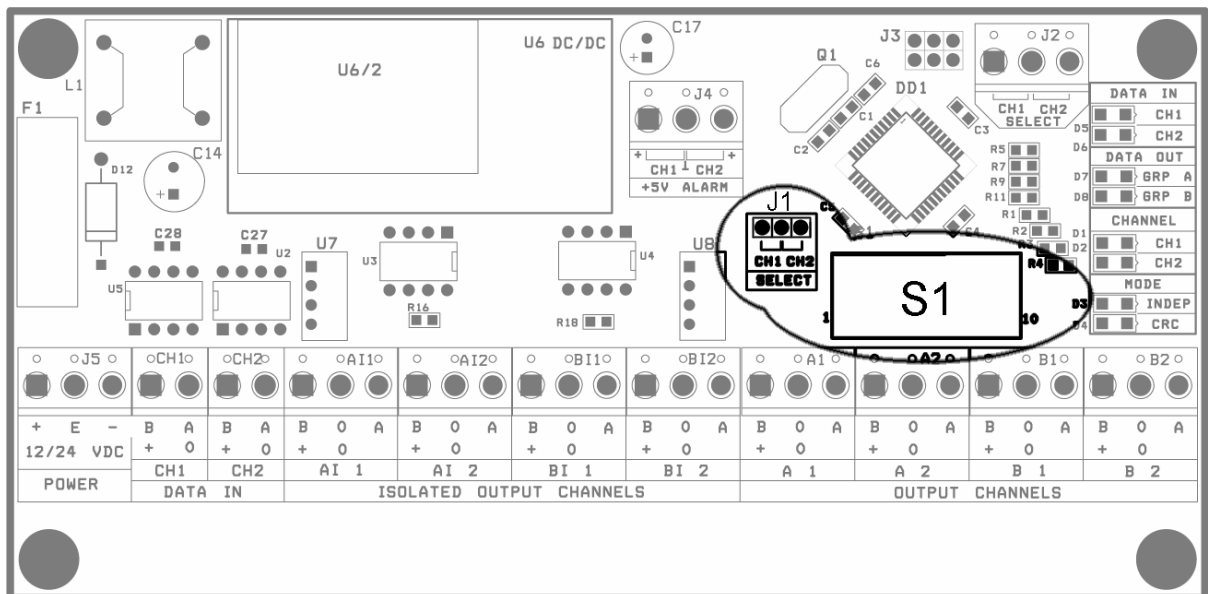 U6/2
U6 DC/DC
C17
L1
F1
D12
C14
+
+
J4
+ +
CH1 CH2
+5V ALARM
Q1
C6
C1
C2
J3
DD1
C3
J2
CH1 CH2
SELECT
DATA IN
CH1
D5
CH2
D6
DATA OUT
D7 GRP A
D8 GRP B
CHANNEL
D1
CH1
D2
CH2
MODE
D3 INDEP
D4 CRC
R5
R7
R9
R11
R1
R2
R3
R4
C5
C4
J1
CH1 CH2
SELECT
S1
1 10
C28
C27
U2
U5
U7
U3
R16
U4
R18
U8
J5 CH1 CH2 AI1 AI2 BI1 BI2 A1 A2 B1 B2
+ E - B A B A B O A B O A B O A B O A B O A B O A B O A B O A
12/24 VDC + O + O + O + O + O + O + O + O + O + O
POWER CH1 CH2 AI 1 AI 2 BI 1 BI 2 A 1 A 2 B 1 B 2
DATA IN ISOLATED OUTPUT CHANNELS OUTPUT CHANNELS